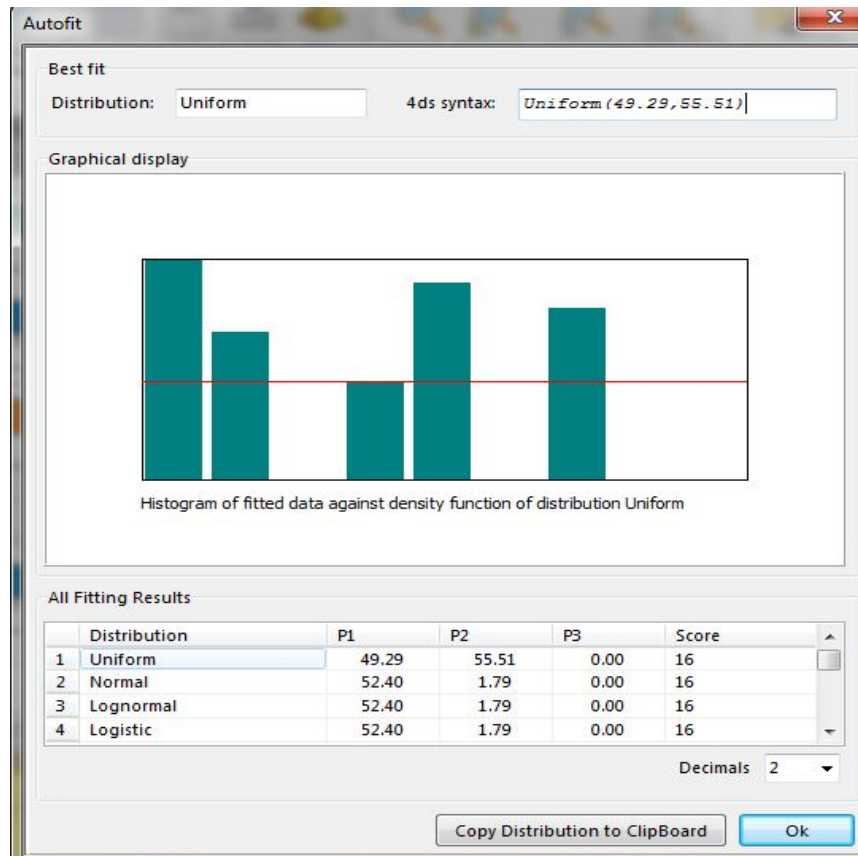 Autofit
Best fit
Distribution: Uniform 4ds syntax: Uniform(49.29,55.51)
Graphical display
Histogram of fitted data against density function of distribution Uniform
All Fitting Results
Distribution P1 P2 P3 Score
1 Uniform 49.29 55.51 0.00 16
2 Normal 52.40 1.79 0.00 16
3 Lognormal 52.40 1.79 0.00 16
4 Logistic 52.40 1.79 0.00 16
Decimals 2
Copy Distribution to ClipBoard Ok